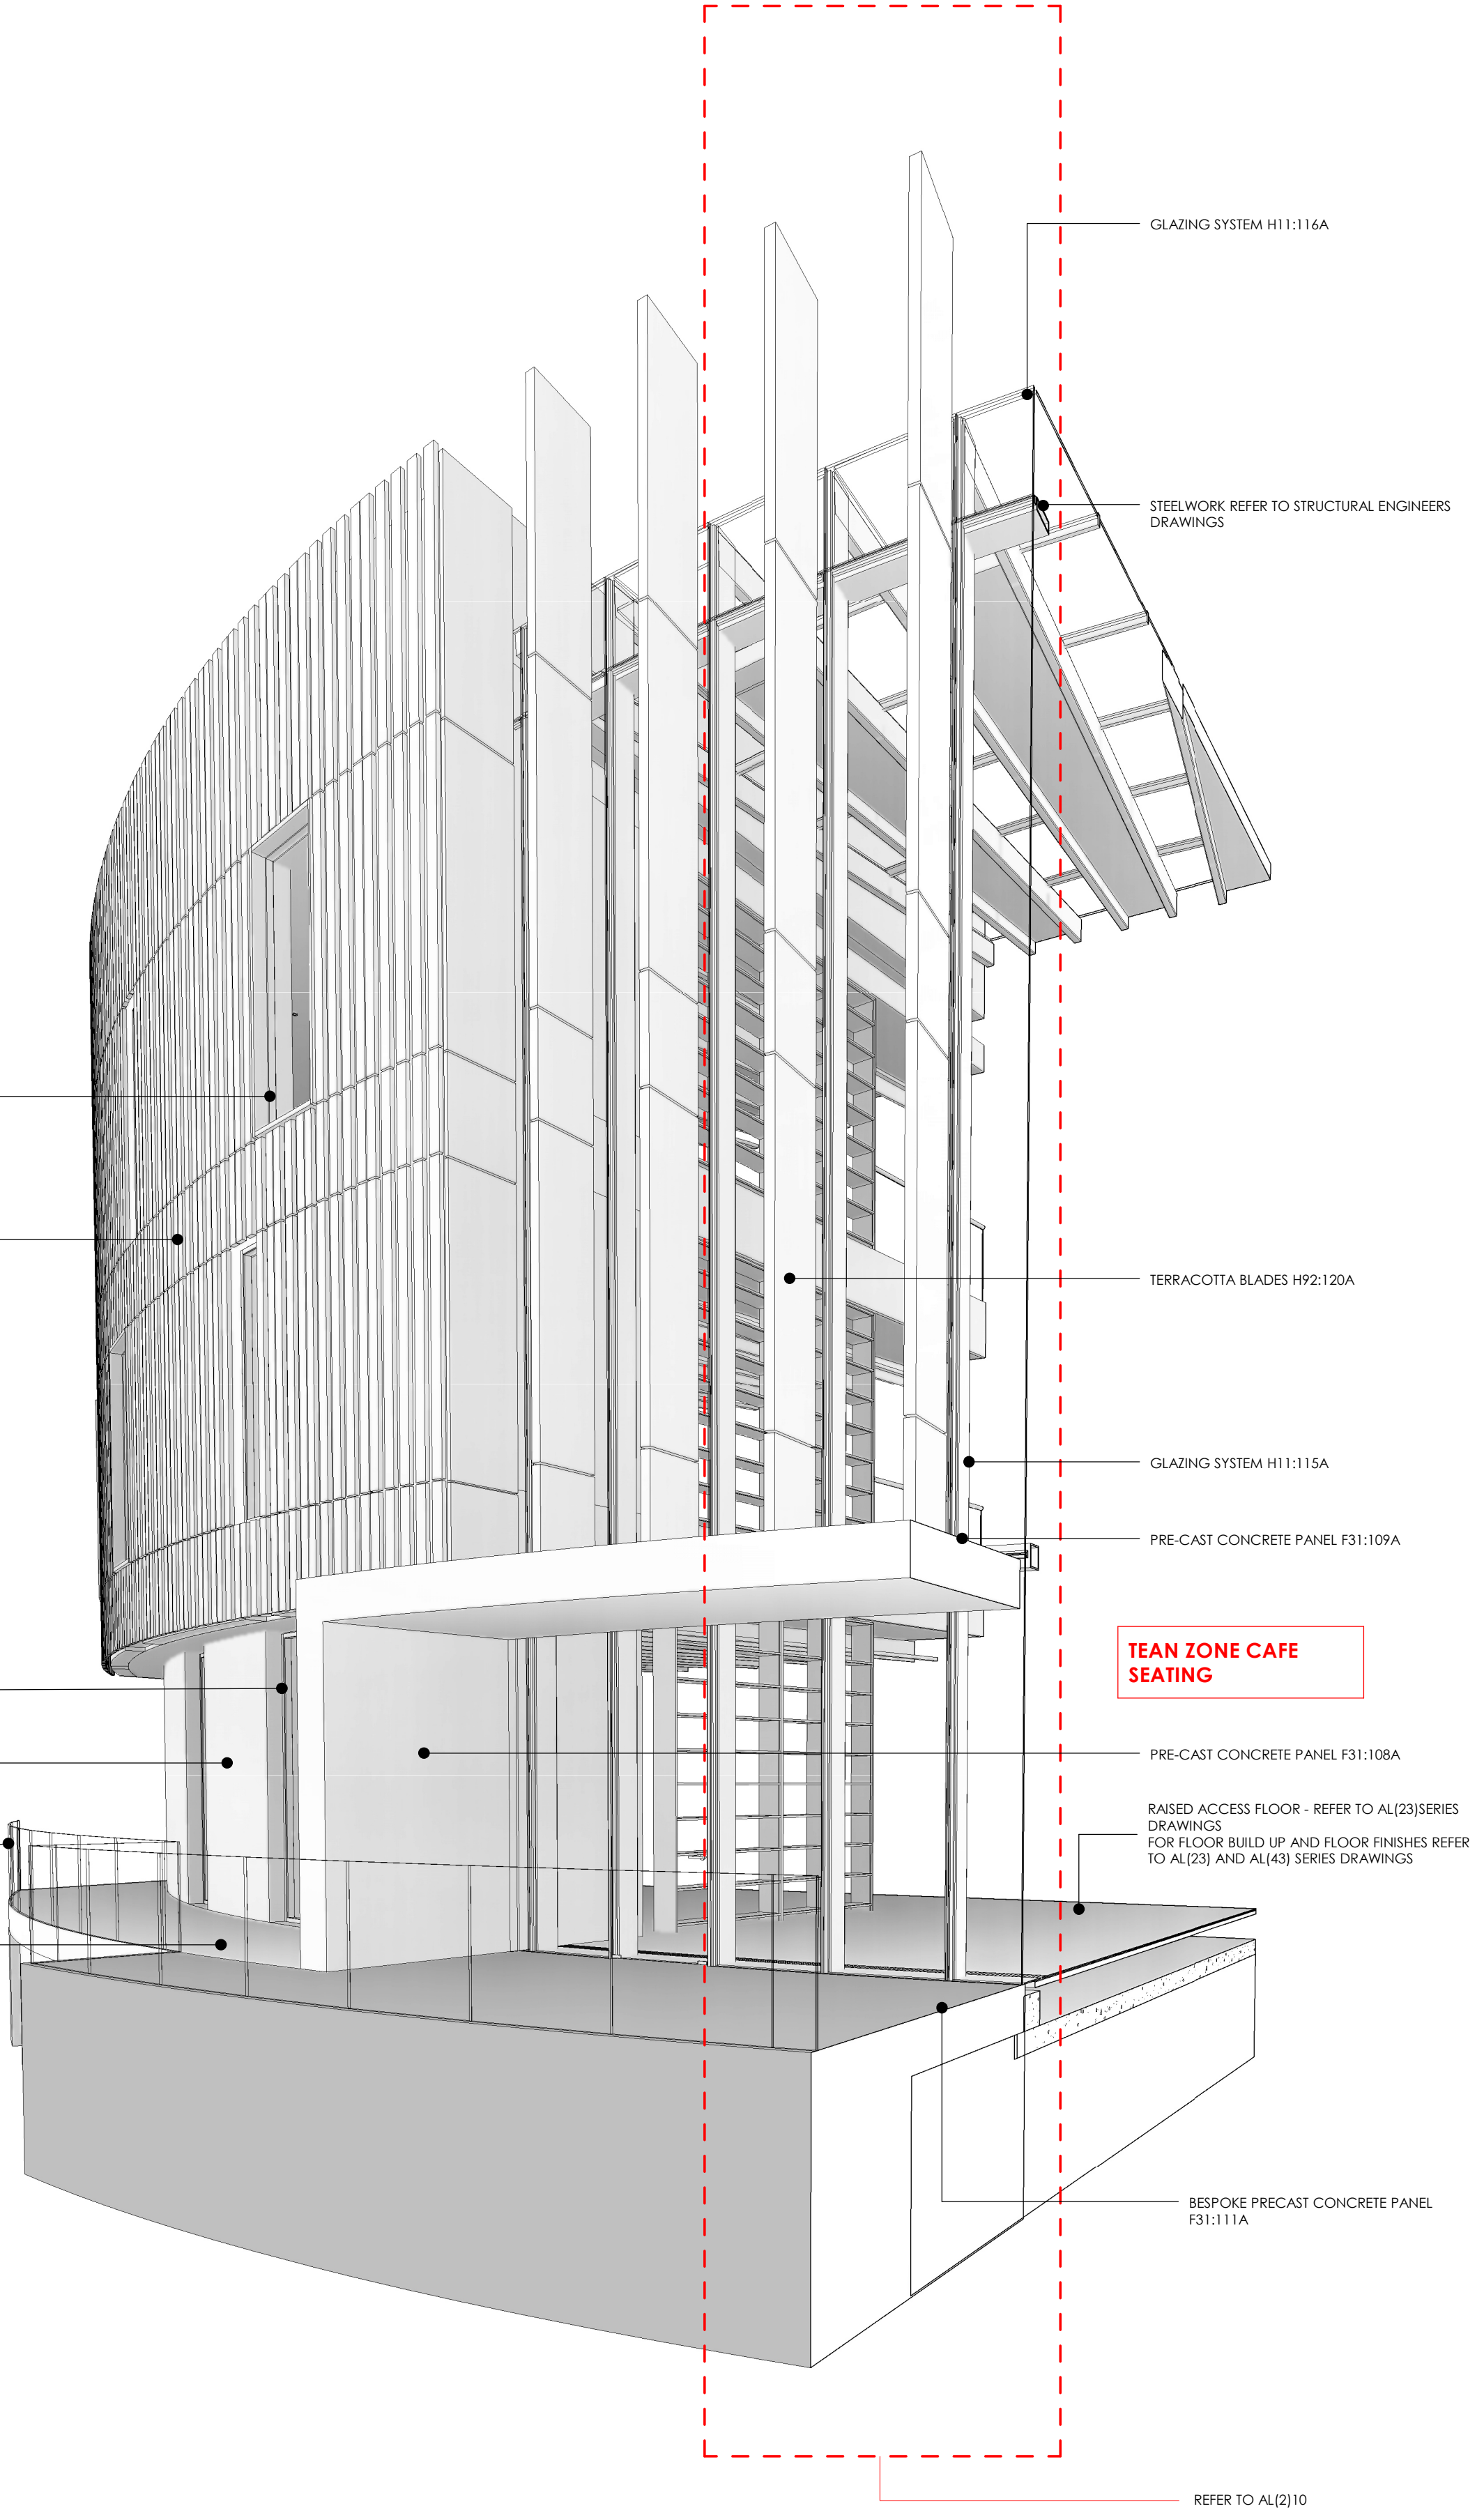 GLAZING SYSTEM H11:116A
STEELWORK REFER TO STRUCTURAL ENGINEERS
DRAWINGS
TERRACOTTA BLADES H92:120A
GLAZING SYSTEM H11:115A
PRE-CAST CONCRETE PANEL F31:109A
TEAN ZONE CAFE
SEATING
PRE-CAST CONCRETE PANEL F31:108A
RAISED ACCESS FLOOR - REFER TO AL(23)SERIES
DRAWINGS
FOR FLOOR BUILD UP AND FLOOR FINISHES REFER
TO AL(23) AND AL(43) SERIES DRAWINGS
BESPOKE PRECAST CONCRETE PANEL
F31:111A
REFER TO AL(2)10